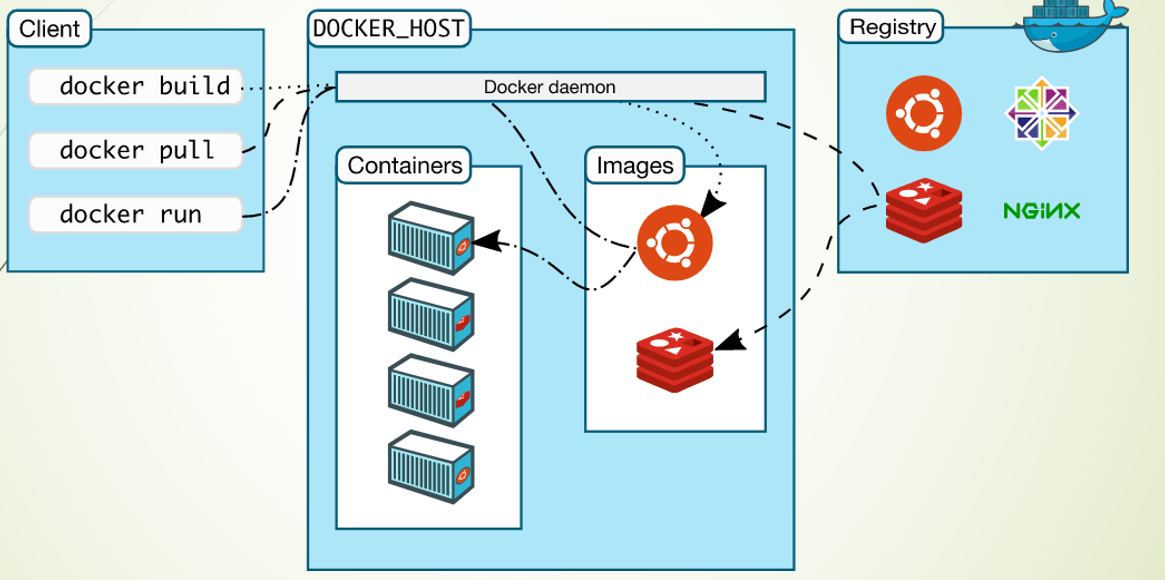 Client
docker build
docker pull
docker run
DOCKER_HOST
Docker daemon
Containers
Images
Registry
NGINX